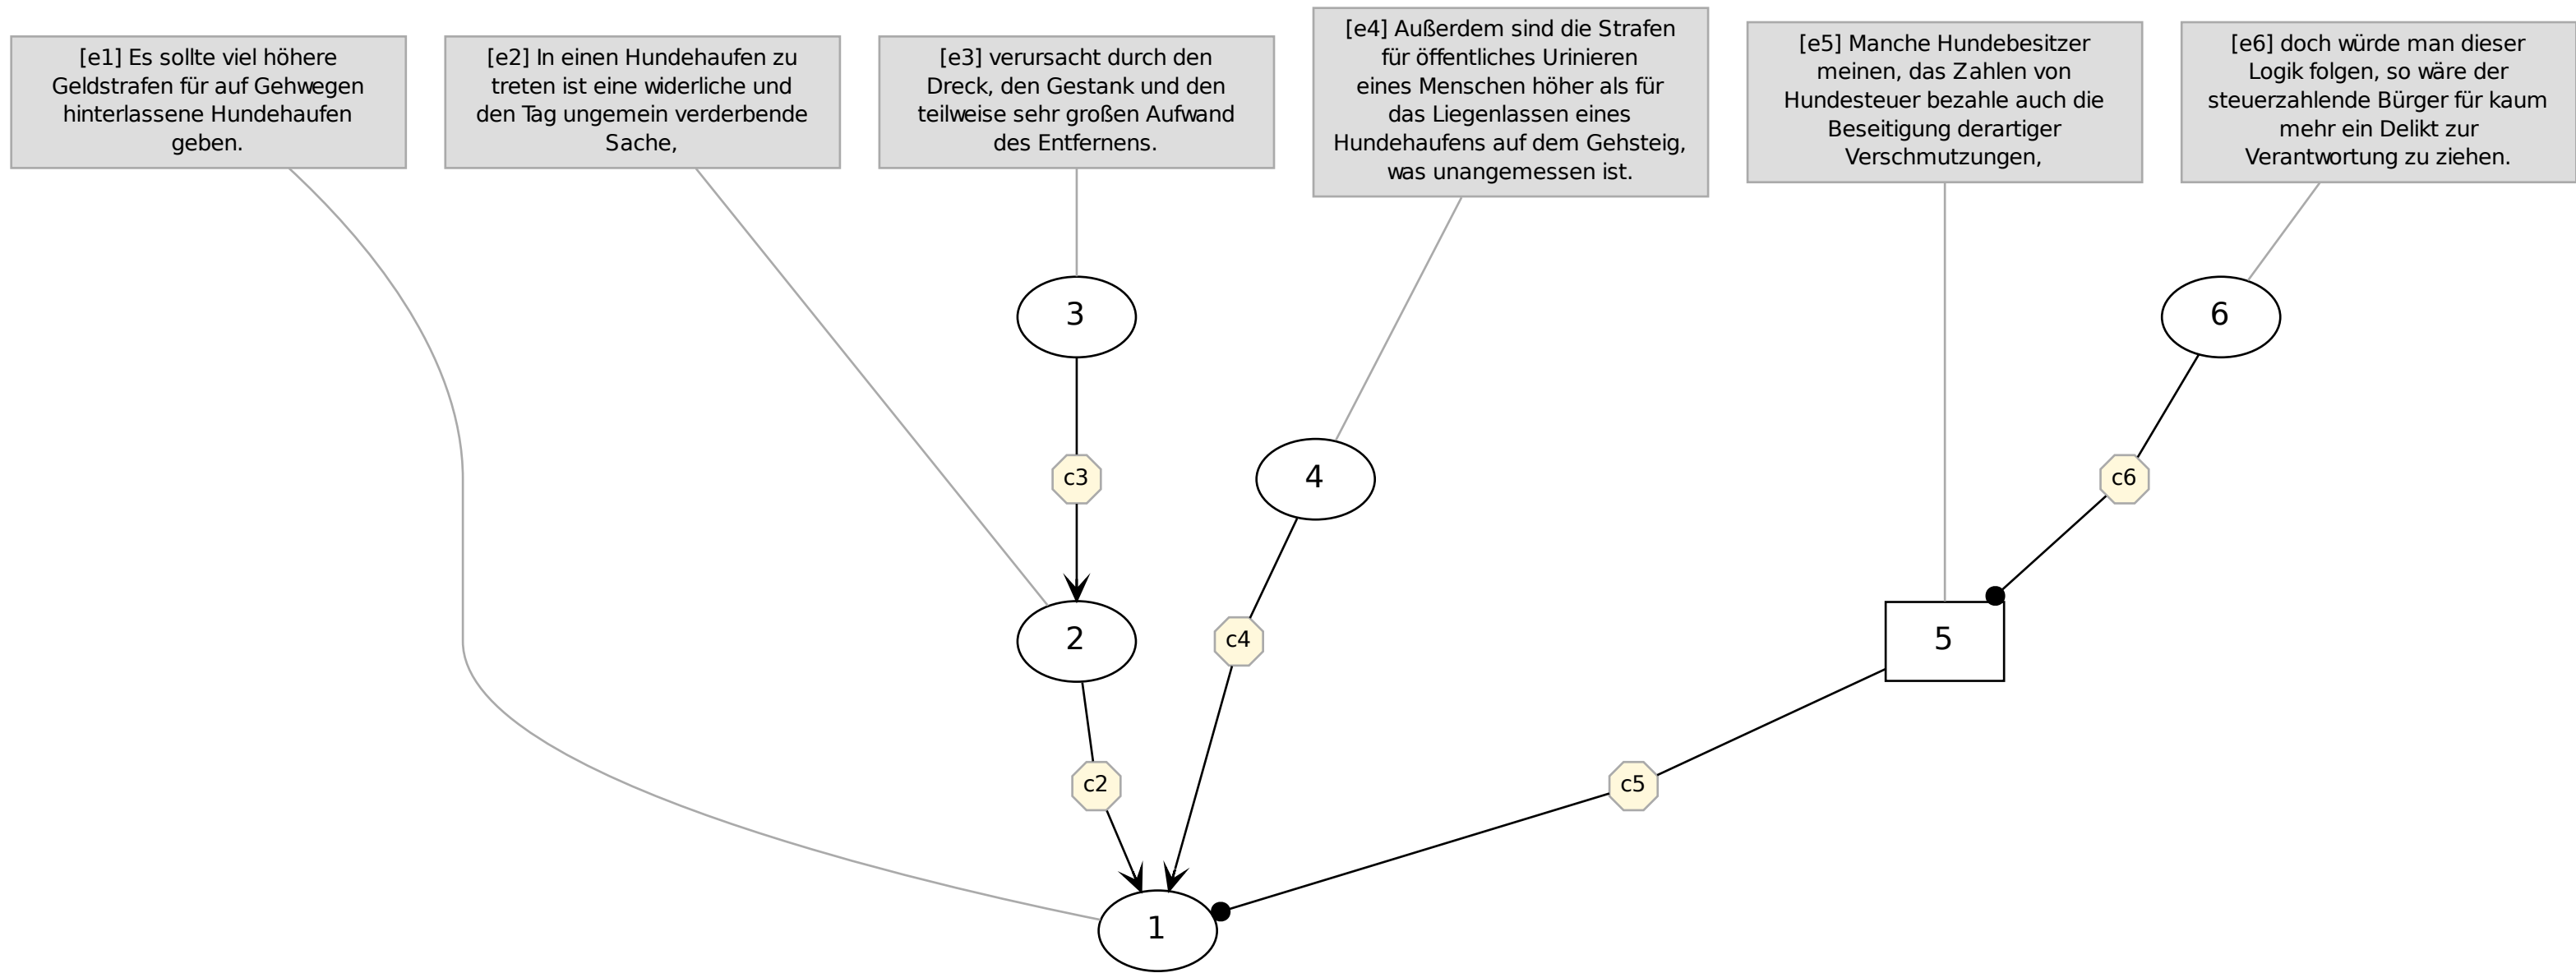 [e1] Es sollte viel höhere
Geldstrafen für auf Gehwegen
hinterlassene Hundehaufen
geben.
[e2] In einen Hundehaufen zu
treten ist eine widerliche und
den Tag ungemein verderbende
Sache,
[e3] verursacht durch den
Dreck, den Gestank und den
teilweise sehr großen Aufwand
des Entfernens.
[e4] Außerdem sind die Strafen
für öffentliches Urinieren
eines Menschen höher als für
das Liegenlassen eines
Hundehaufens auf dem Gehsteig,
was unangemessen ist.
[e5] Manche Hundebesitzer
meinen, das Zahlen von
Hundesteuer bezahle auch die
Beseitigung derartiger
Verschmutzungen,
[e6] doch würde man dieser
Logik folgen, so wäre der
steuerzahlende Bürger für kaum
mehr ein Delikt zur
Verantwortung zu ziehen.
3
6
c3
4
c6
2
c4
5
c2
c5
1